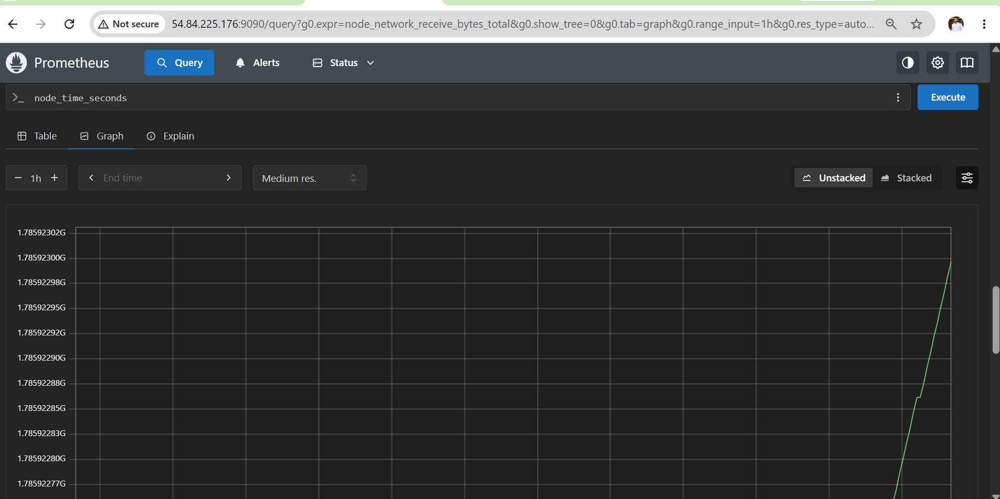 Not secure 54.84.225.176:9090/query?g0.expr=node_network_receive_bytes_total&g0.show_tree=0&g0.tab=graph&g0.range_input=1h&g0.res_type=auto...
Prometheus Query Alerts Status
>_ node_time_seconds Execute
Table Graph Explain
− 1h + End time Medium res. Unstacked Stacked
1.78592302G
1.78592300G
1.78592298G
1.78592295G
1.78592292G
1.78592290G
1.78592288G
1.78592285G
1.78592283G
1.78592280G
1.78592277G